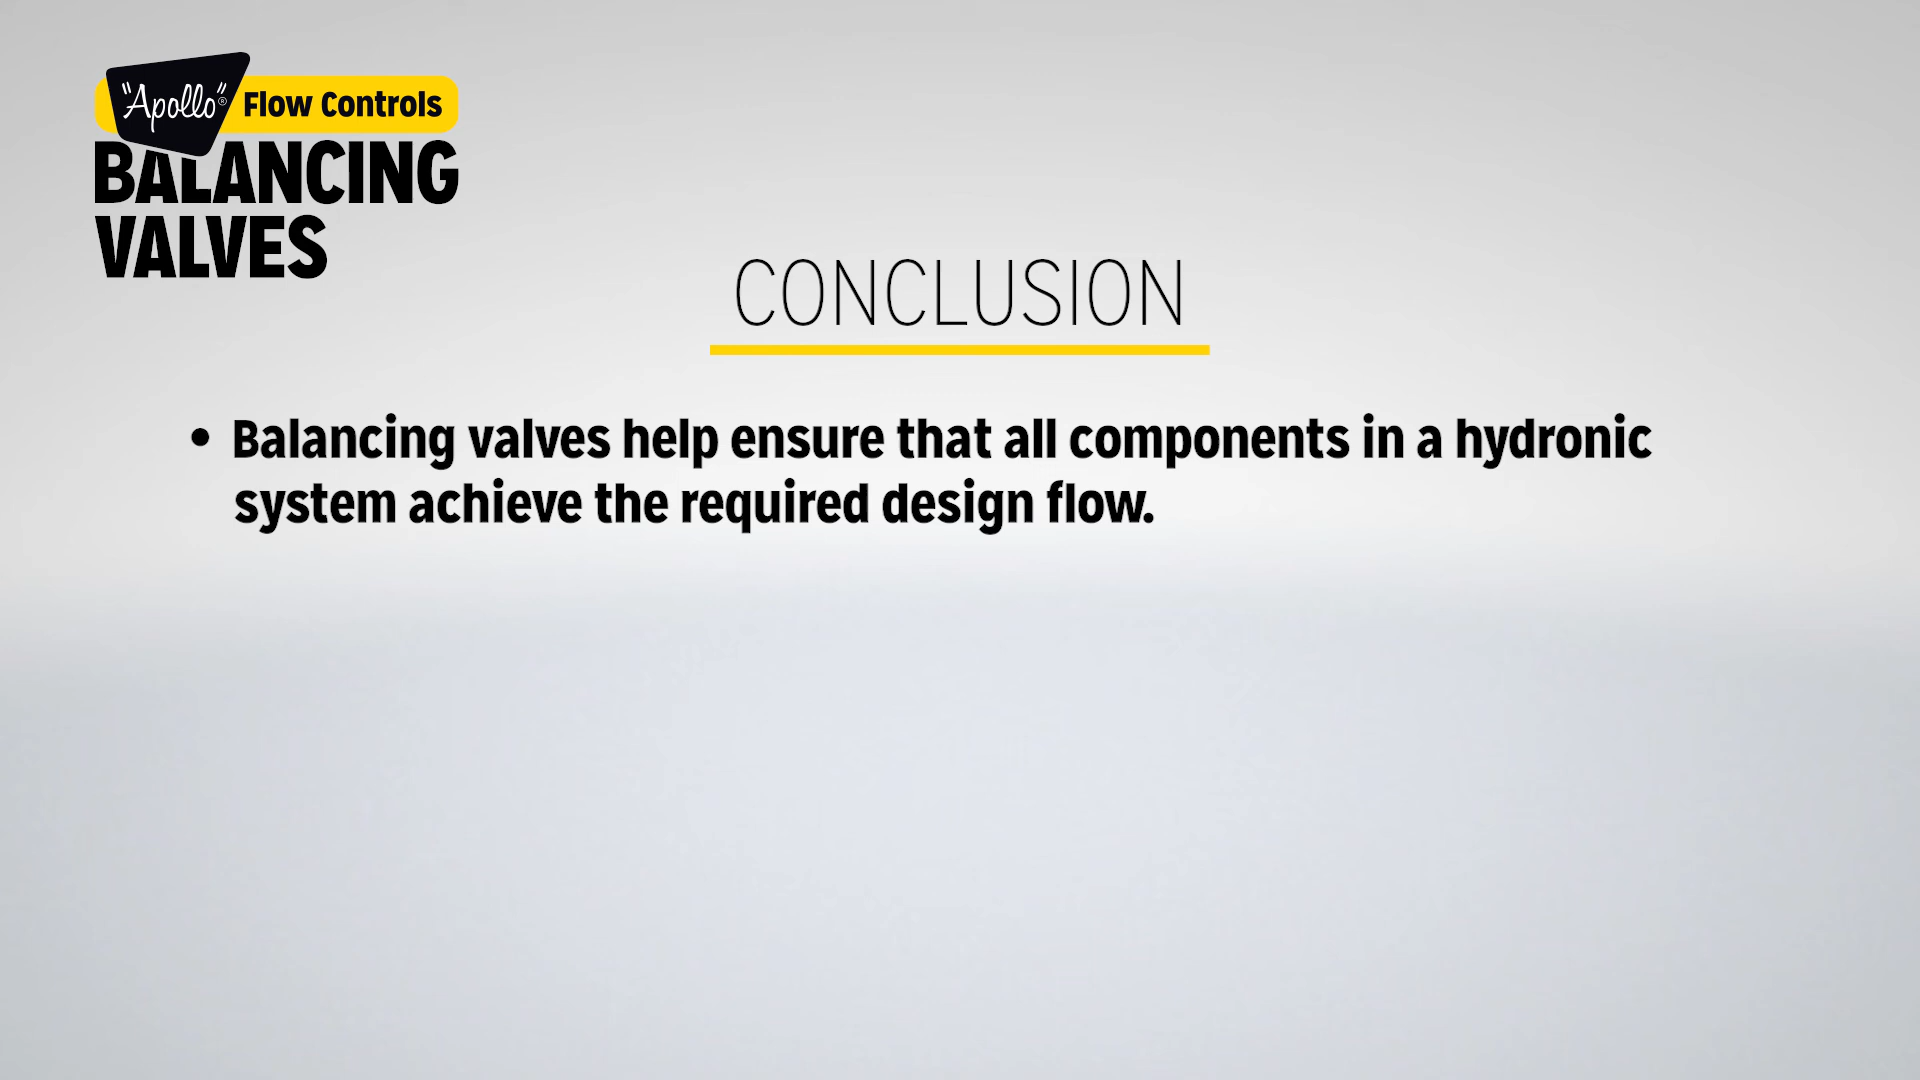 "Apollo"® Flow Controls
BALANCING
VALVES
CONCLUSION
• Balancing valves help ensure that all components in a hydronic
system achieve the required design flow.